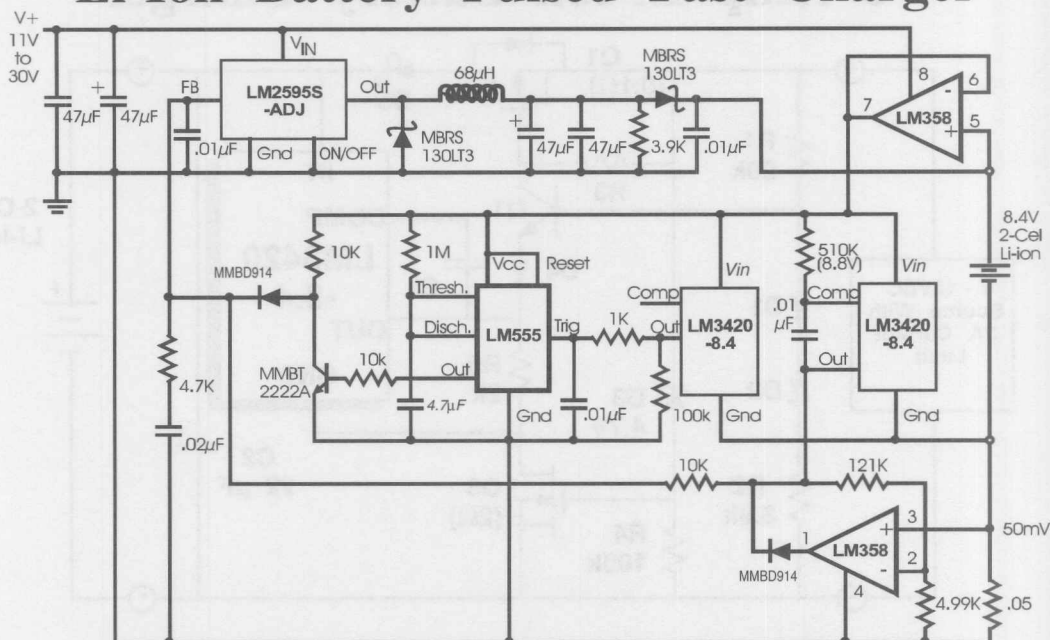 Li-Ion Battery Pulsed Fast Charger
V+
11V
to
30V
VIN
8
6
68µH
MBRS
130LT3
-
7
FB
LM2595S
-ADJ
Out
LM358
5
+
+
47µF
47µF
.01µF
Gnd
ON/OFF
MBRS
130LT3
+
47µF
47µF
3.9K
.01µF
8.4V
2-Cel
Li-ion
10K
1M
Vcc
Reset
Vin
510K
(8.8V)
Vin
MMBD914
Thresh.
Comp
.01
µF
Comp
LM555
Trig
1K
Out
LM3420
-8.4
LM3420
-8.4
Disch.
Out
10k
Out
MMBT
2222A
4.7K
4.7µF
Gnd
.01µF
100k
Gnd
Gnd
.02µF
10K
121K
3
50mV
+
1
LM358
2
-
MMBD914
4
4.99K
.05